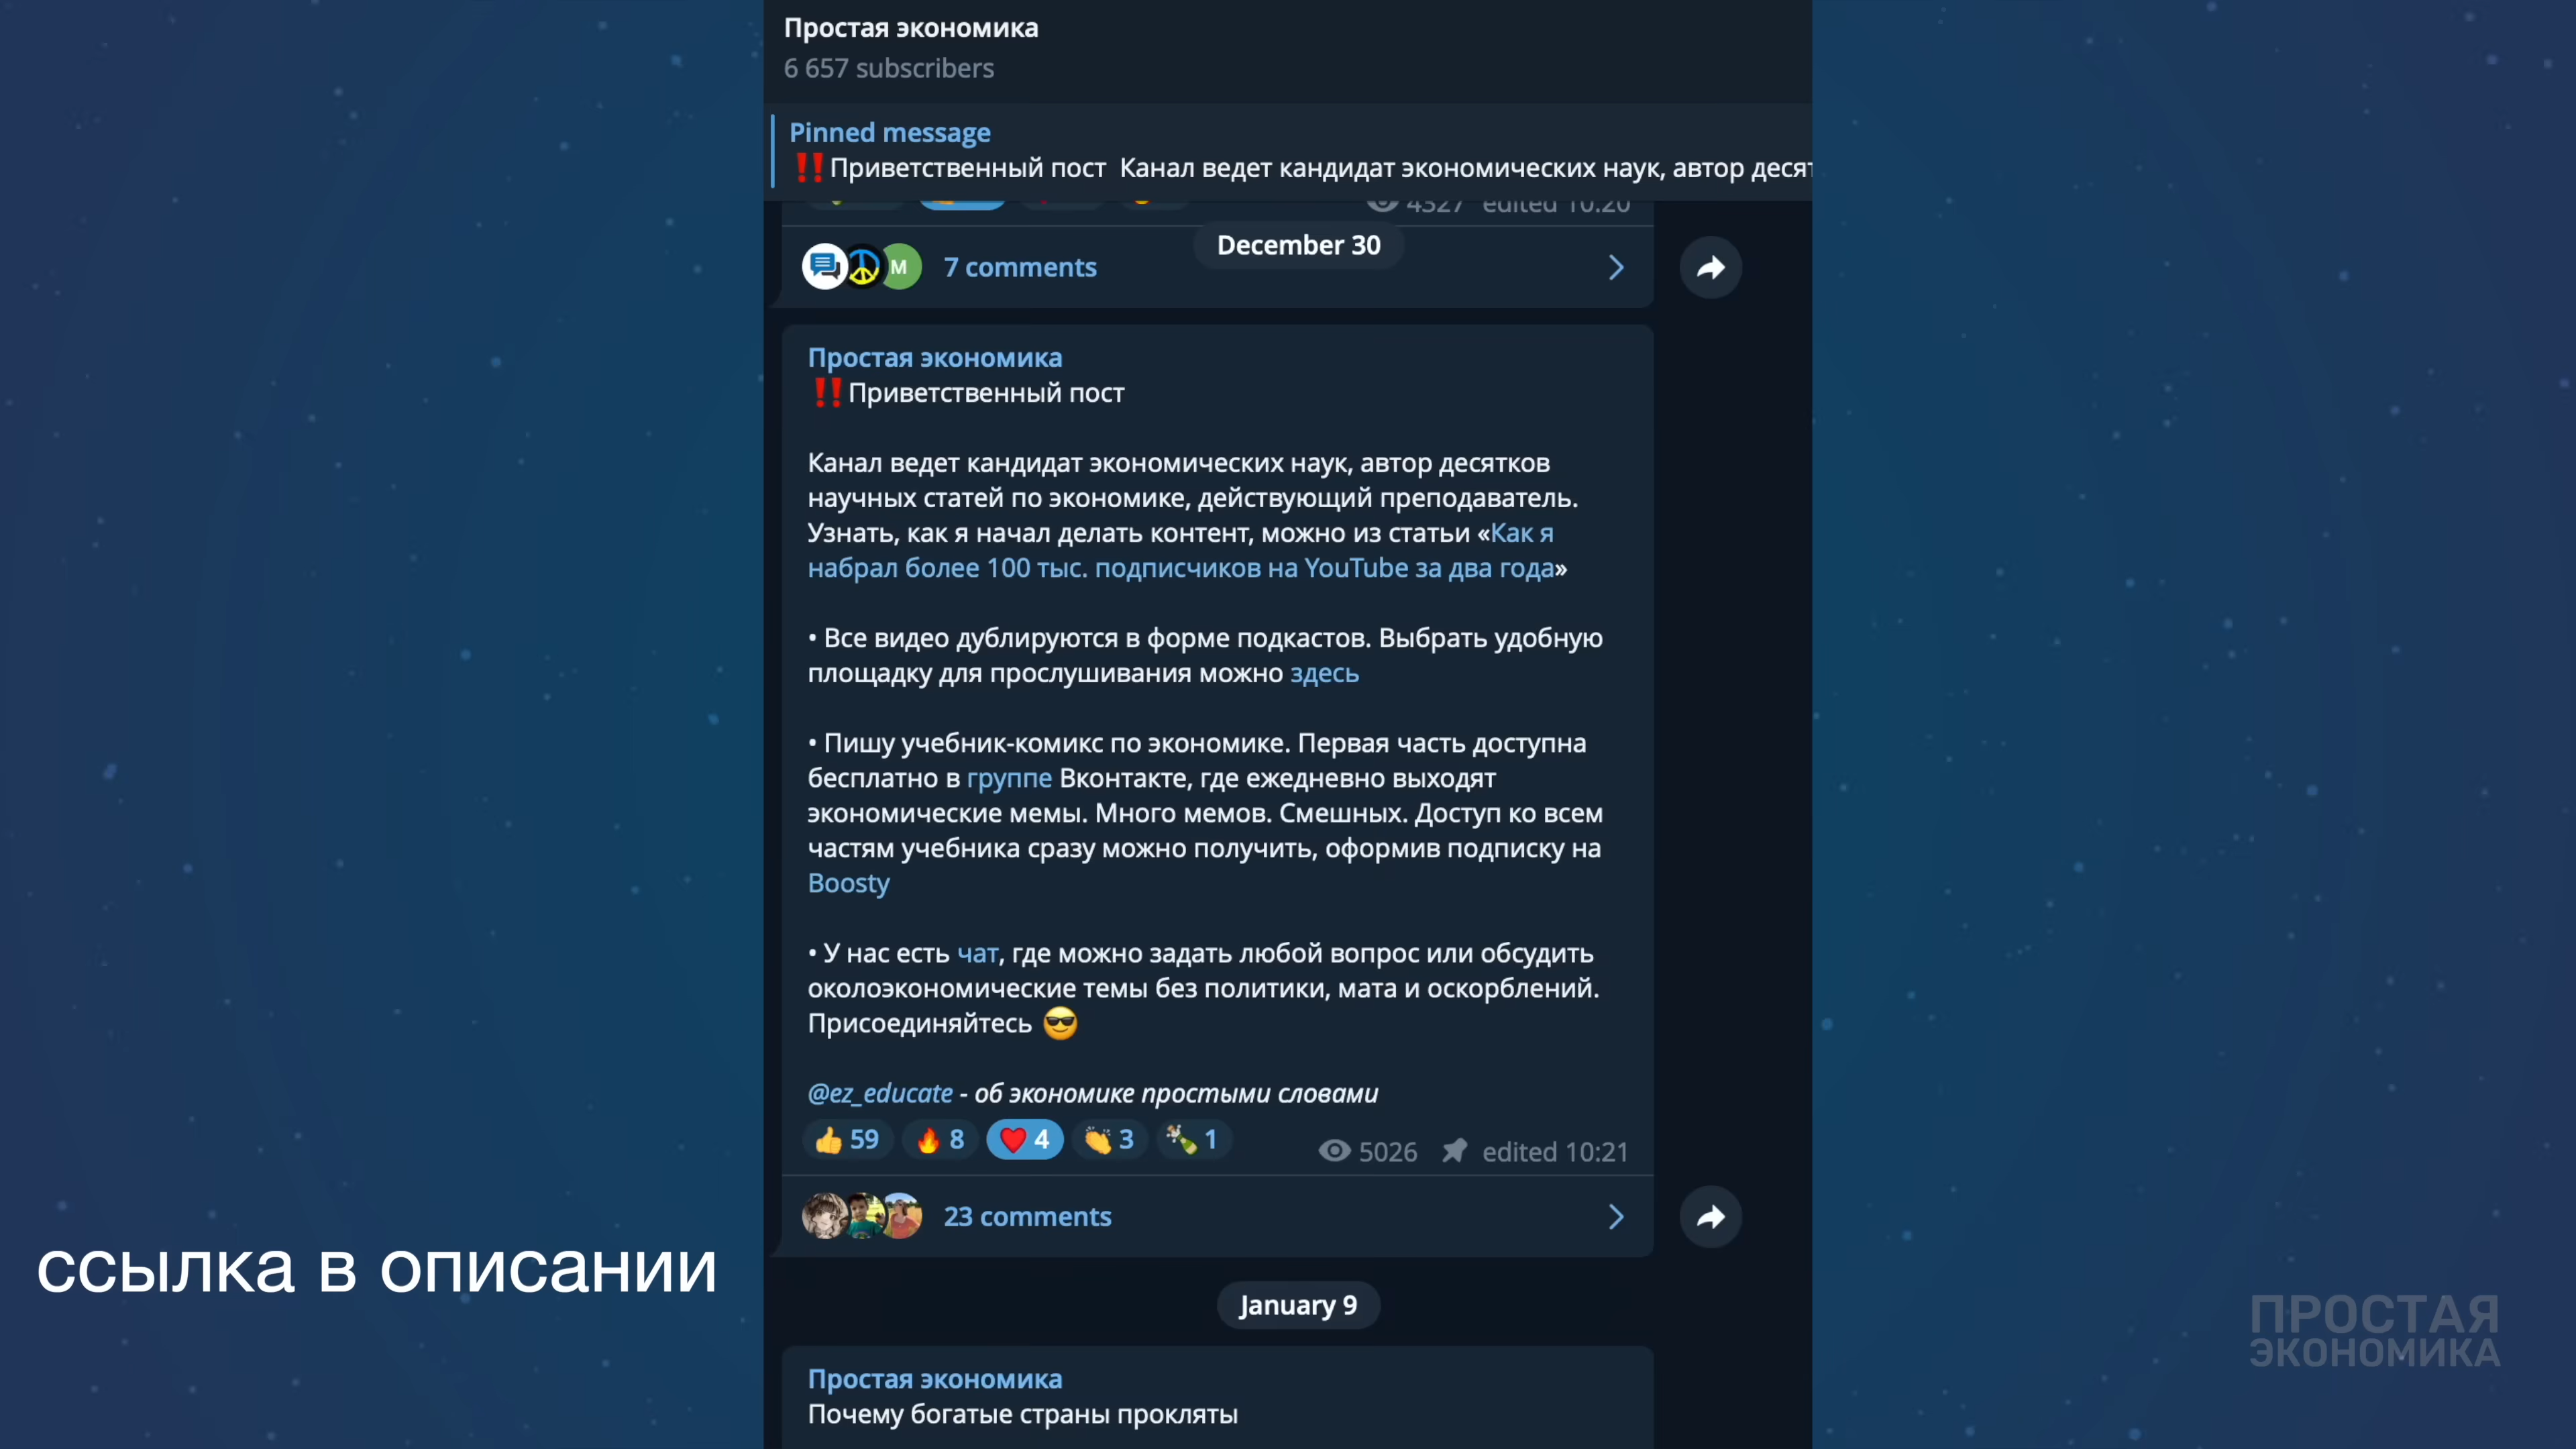 Простая экономика
6 657 subscribers
Pinned message
‼️Приветственный пост Канал ведет кандидат экономических наук, автор десят
4327 edited 10:20
December 30
M
7 comments
Простая экономика
‼️Приветственный пост
Канал ведет кандидат экономических наук, автор десятков
научных статей по экономике, действующий преподаватель.
Узнать, как я начал делать контент, можно из статьи «Как я
набрал более 100 тыс. подписчиков на YouTube за два года»
• Все видео дублируются в форме подкастов. Выбрать удобную
площадку для прослушивания можно здесь
• Пишу учебник-комикс по экономике. Первая часть доступна
бесплатно в группе Вконтакте, где ежедневно выходят
экономические мемы. Много мемов. Смешных. Доступ ко всем
частям учебника сразу можно получить, оформив подписку на
Boosty
• У нас есть чат, где можно задать любой вопрос или обсудить
околоэкономические темы без политики, мата и оскорблений.
Присоединяйтесь 😎
@ez_educate - об экономике простыми словами
👍 59 🔥 8 ❤️ 4 👏 3 🍾 1 5026 edited 10:21
23 comments
ссылка в описании
January 9
Простая экономика
Почему богатые страны прокляты
ПРОСТАЯ
ЭКОНОМИКА